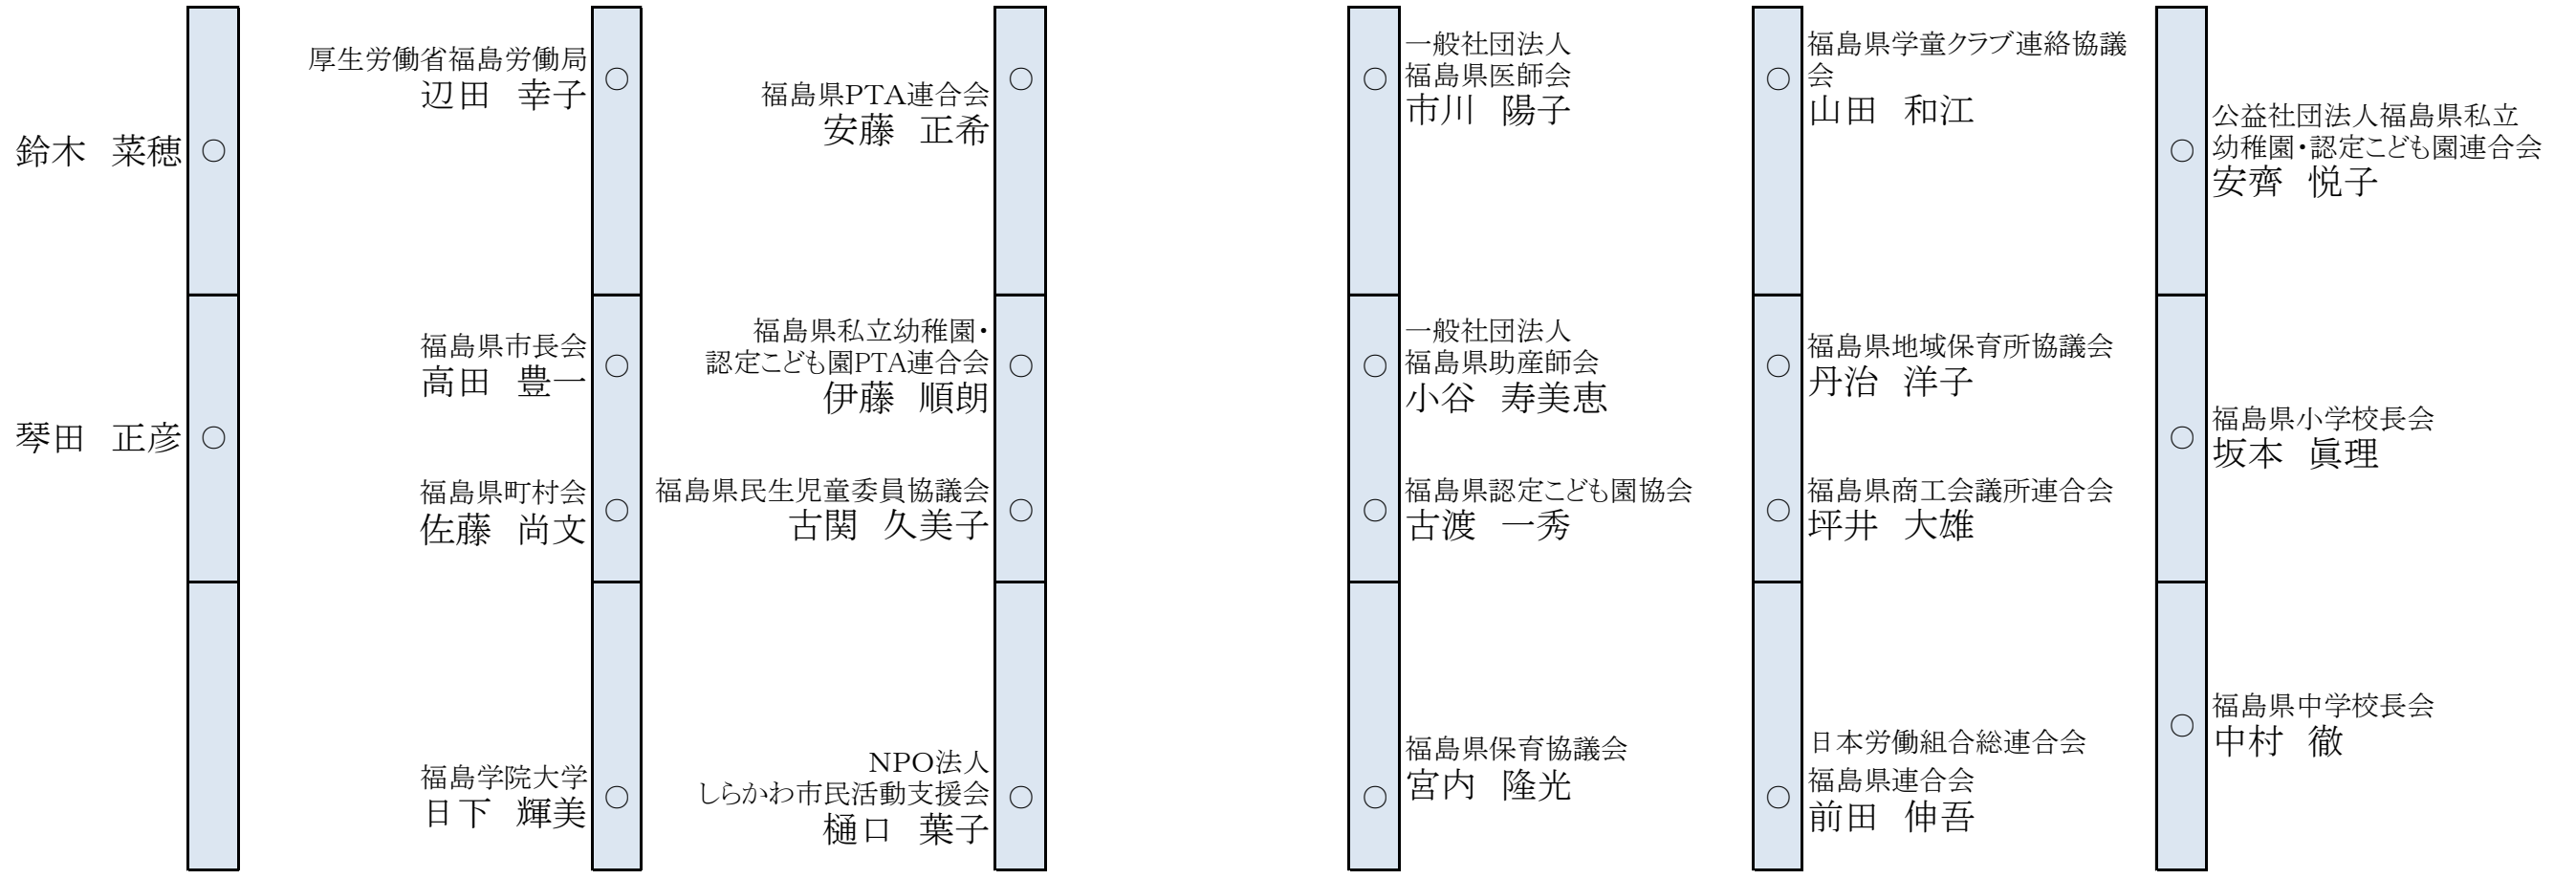 鈴木　菜穂
琴田　正彦
厚生労働省福島労働局
辺田　幸子
福島県市長会
高田　豊一
福島県町村会
佐藤　尚文
福島学院大学
日下　輝美
福島県PTA連合会
安藤　正希
福島県私立幼稚園・
認定こども園PTA連合会
伊藤　順朗
福島県民生児童委員協議会
古関　久美子
NPO法人
しらかわ市民活動支援会
樋口　葉子
一般社団法人
福島県医師会
市川　陽子
一般社団法人
福島県助産師会
小谷　寿美恵
福島県認定こども園協会
古渡　一秀
福島県保育協議会
宮内　隆光
福島県学童クラブ連絡協議
会
山田　和江
福島県地域保育所協議会
丹治　洋子
福島県商工会議所連合会
坪井　大雄
日本労働組合総連合会
福島県連合会
前田　伸吾
公益社団法人福島県私立
幼稚園・認定こども園連合会
安齊　悦子
福島県小学校長会
坂本　眞理
福島県中学校長会
中村　徹